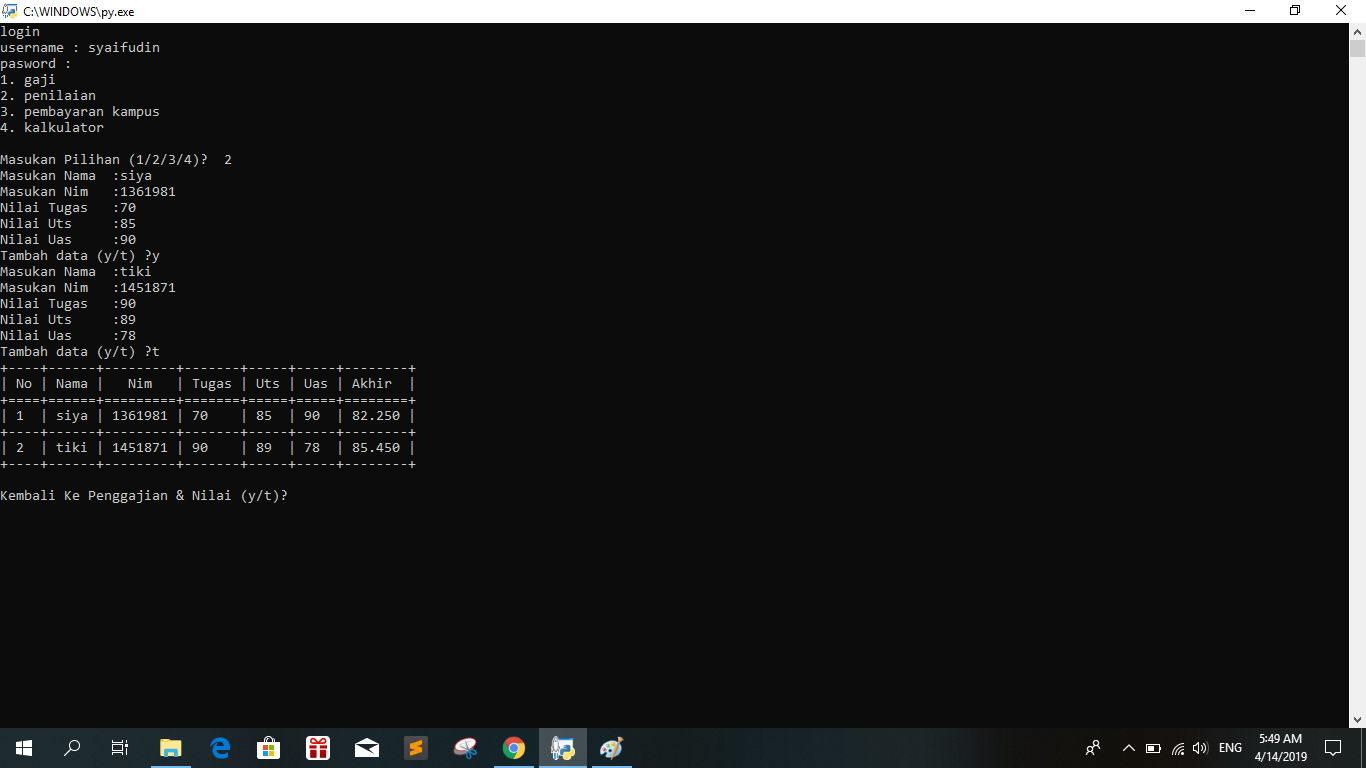 C:\WINDOWS\py.exe
login
username : syaifudin
pasword :
1. gaji
2. penilaian
3. pembayaran kampus
4. kalkulator

Masukan Pilihan (1/2/3/4)?  2
Masukan Nama  :siya
Masukan Nim   :1361981
Nilai Tugas   :70
Nilai Uts     :85
Nilai Uas     :90
Tambah data (y/t) ?y
Masukan Nama  :tiki
Masukan Nim   :1451871
Nilai Tugas   :90
Nilai Uts     :89
Nilai Uas     :78
Tambah data (y/t) ?t
+----+------+---------+-------+-----+-----+--------+
| No | Nama |   Nim   | Tugas | Uts | Uas | Akhir  |
+====+======+=========+=======+=====+=====+========+
| 1  | siya | 1361981 | 70    | 85  | 90  | 82.250 |
+----+------+---------+-------+-----+-----+--------+
| 2  | tiki | 1451871 | 90    | 89  | 78  | 85.450 |
+----+------+---------+-------+-----+-----+--------+

Kembali Ke Penggajian & Nilai (y/t)?
ENG
5:49 AM
4/14/2019